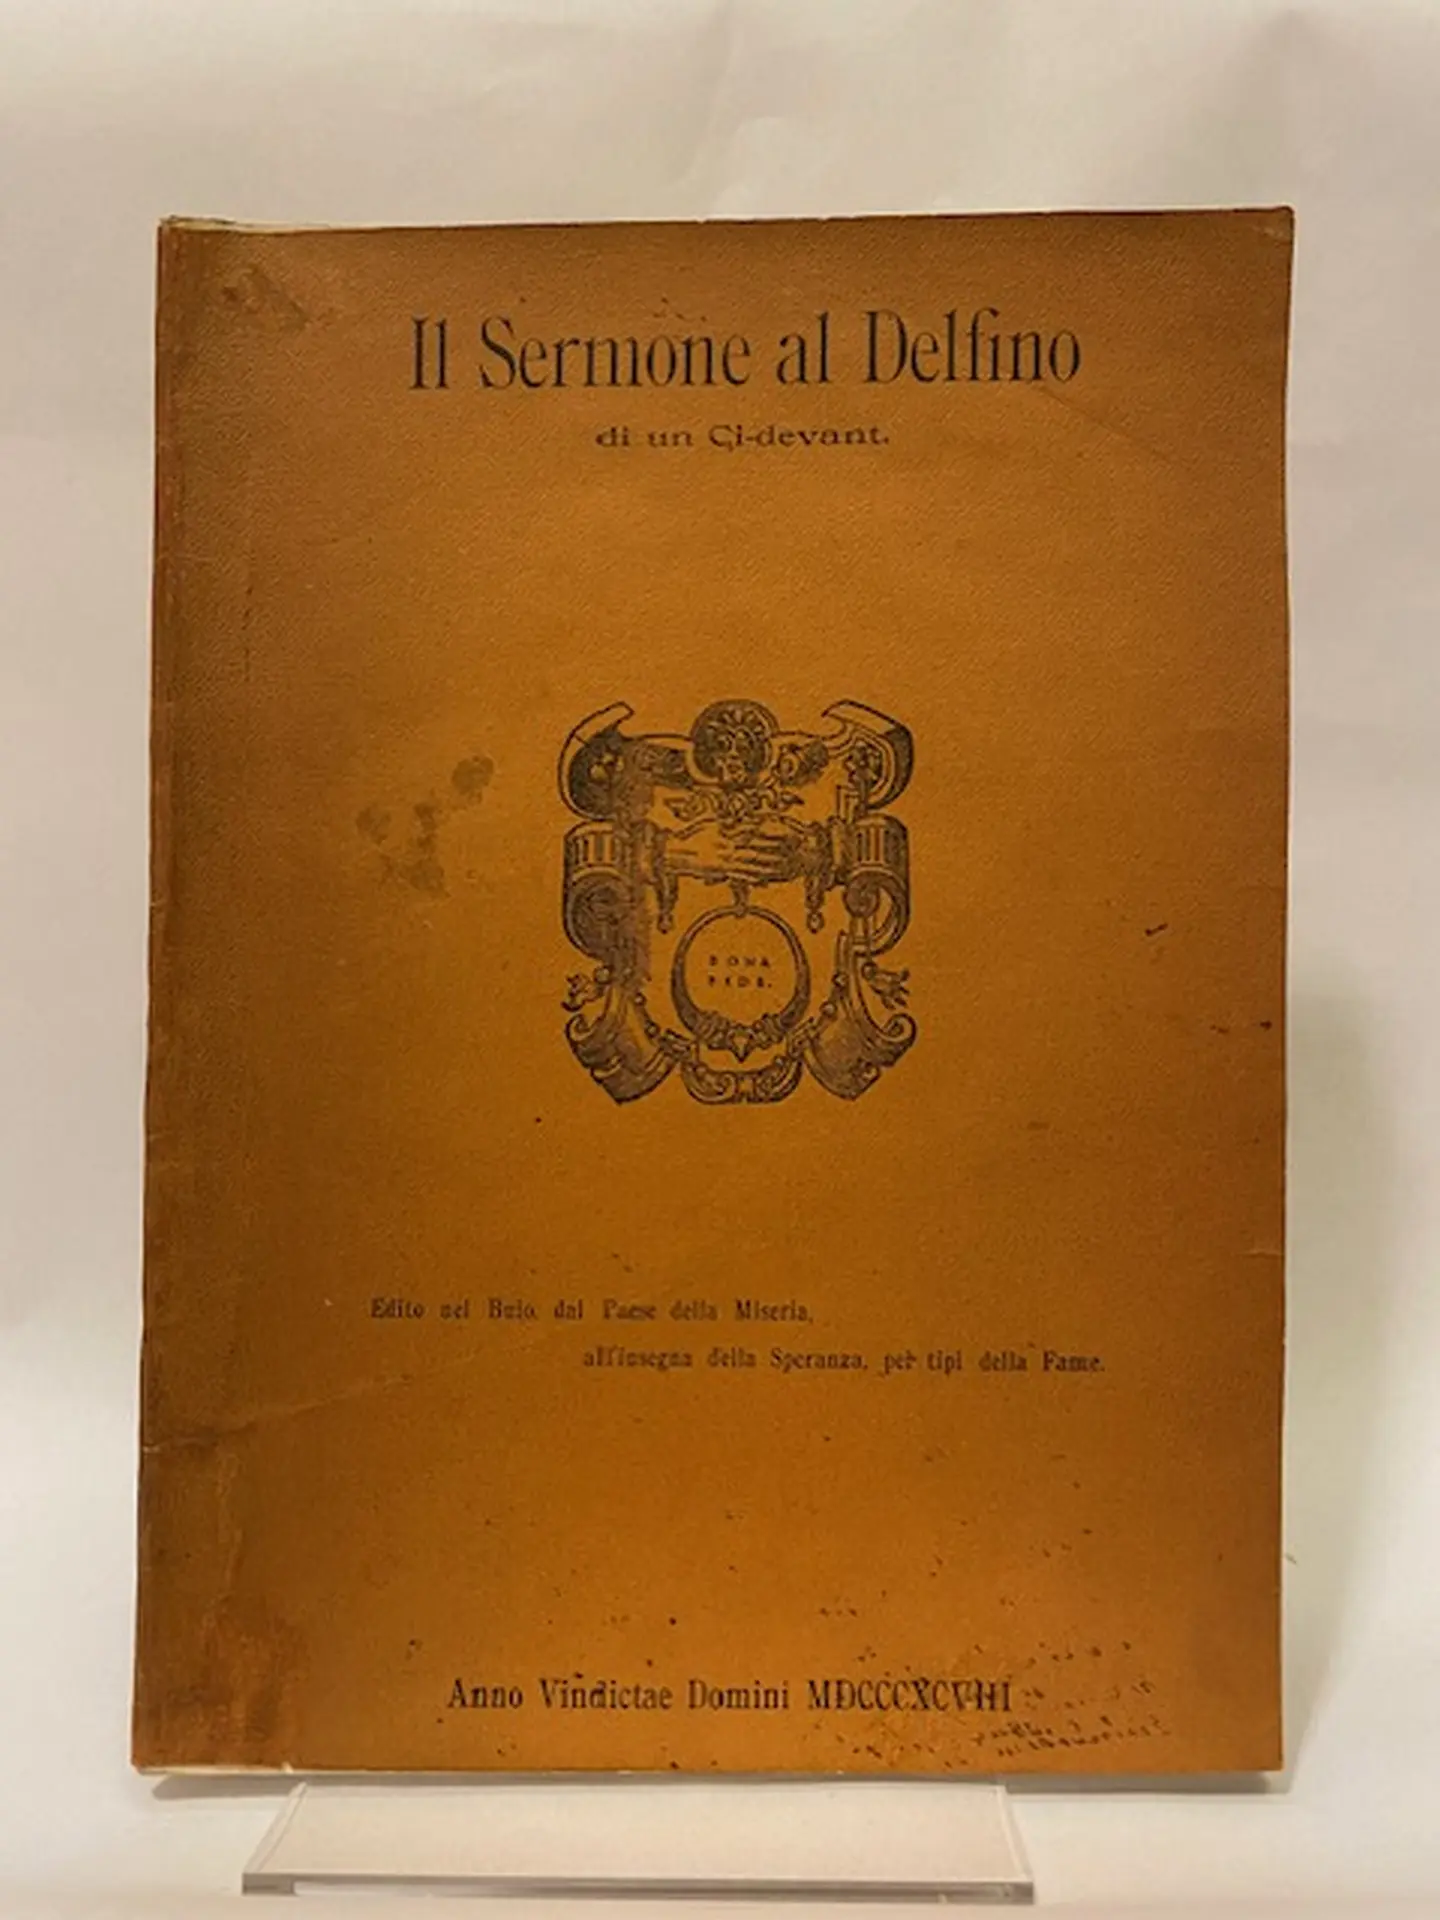 Il Sermone al Delfino
di un Ci-devant.
BONA
FIDE.
Edito nel Buio, dal Paese della Miseria,
all'insegna della Speranza, per tipi della Fame.
Anno Vindictae Domini MDCCCXCVIII